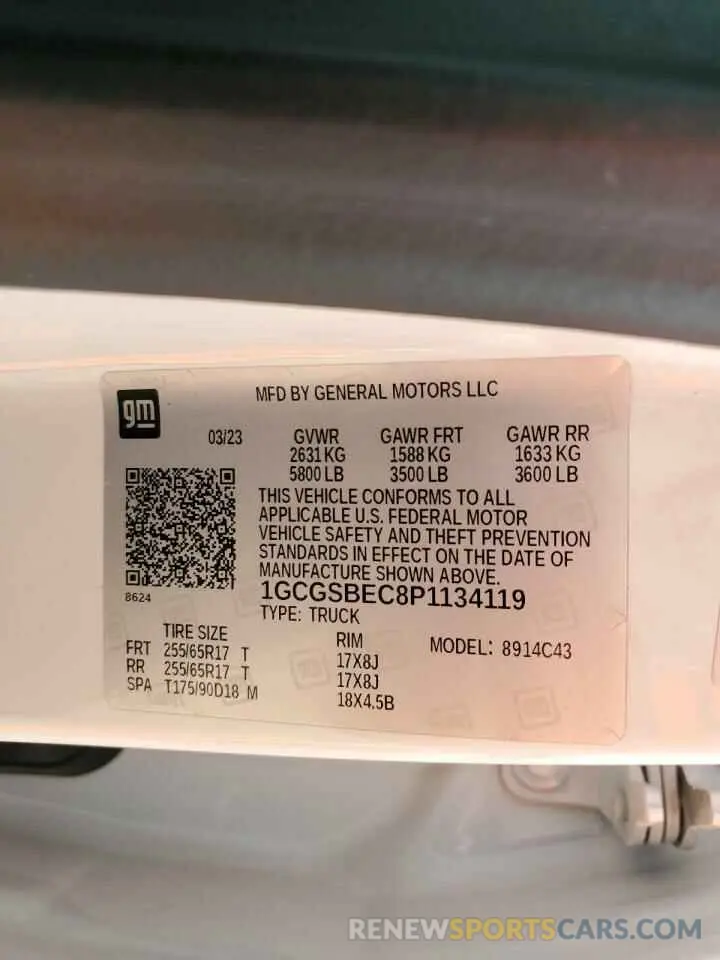 gm
MFD BY GENERAL MOTORS LLC
03/23 GVWR GAWR FRT GAWR RR
2631 KG 1588 KG 1633 KG
5800 LB 3500 LB 3600 LB
THIS VEHICLE CONFORMS TO ALL
APPLICABLE U.S. FEDERAL MOTOR
VEHICLE SAFETY AND THEFT PREVENTION
STANDARDS IN EFFECT ON THE DATE OF
MANUFACTURE SHOWN ABOVE.
8624
1GCGSBEC8P1134119
TYPE: TRUCK
TIRE SIZE RIM MODEL: 8914C43
FRT 255/65R17 T 17X8J
RR 255/65R17 T 17X8J
SPA T175/90D18 M 18X4.5B
RENEWSPORTSCARS.COM